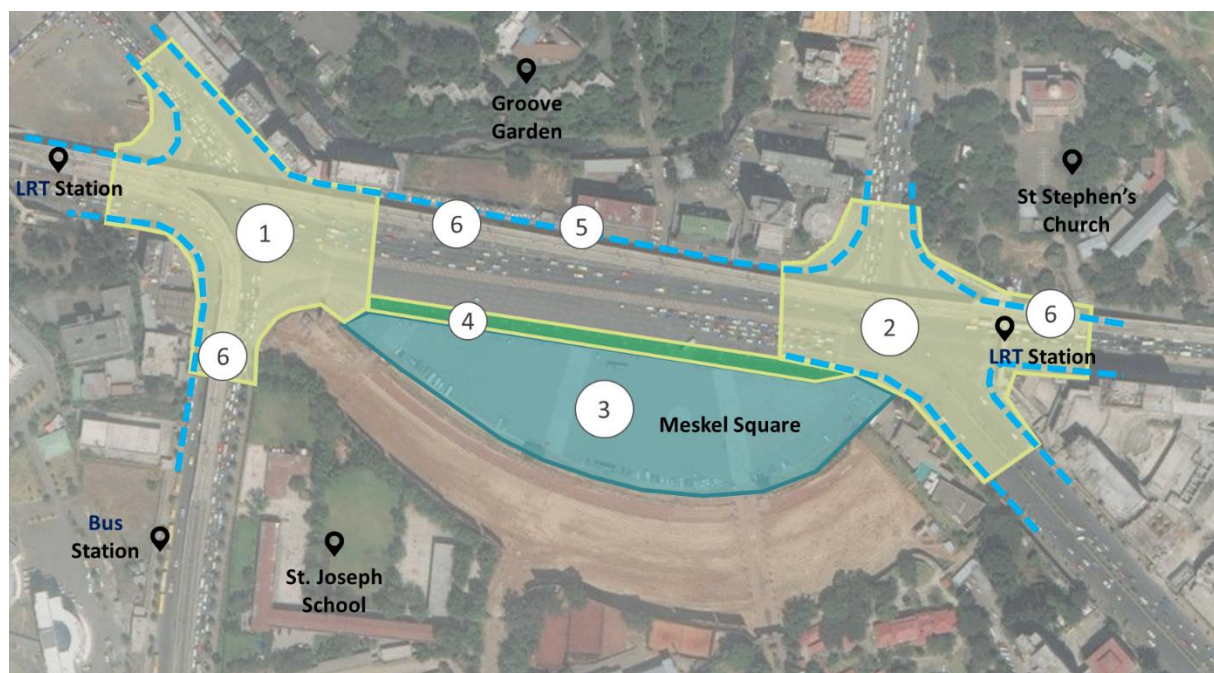 Groove
Garden
LRT Station
St Stephen's
Church
1
6
5
6
2
LRT Station
4
6
3
Meskel Square
Bus
Station
St. Joseph
School